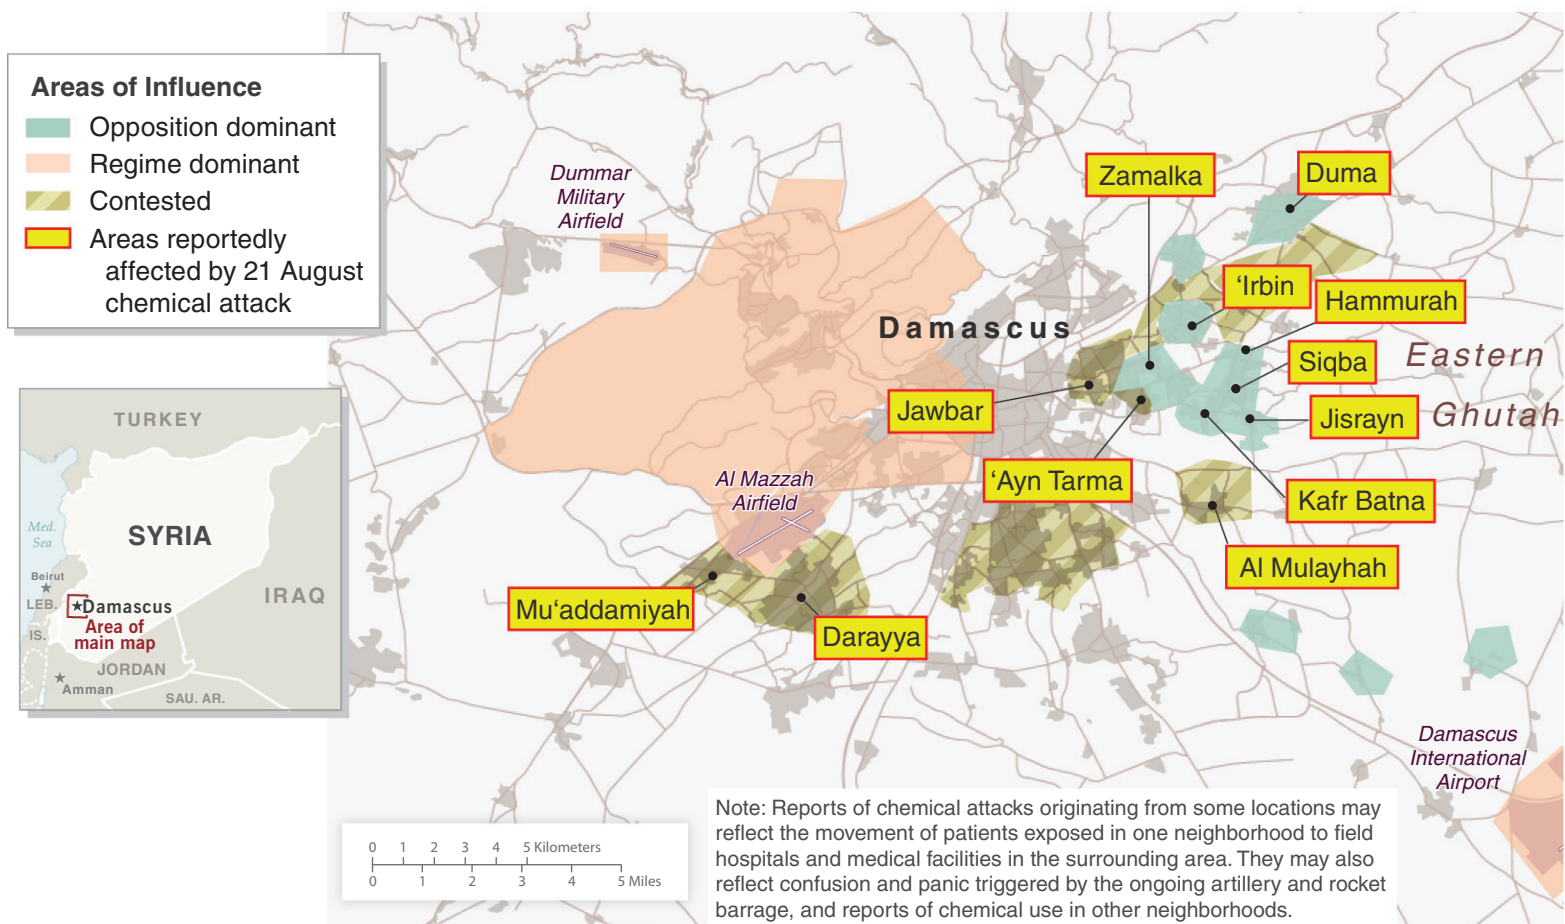 Areas of Influence
Opposition dominant
Regime dominant
Contested
Areas reportedly
affected by 21 August
chemical attack
TURKEY
SYRIA
Med.
Sea
Beirut
LEB.
Damascus
IRAQ
Area of
main map
IS.
JORDAN
Amman
SAU. AR.
Dummar
Military
Airfield
Zamalka
Duma
‘Irbin
Hammurah
Damascus
Siqba
Eastern
Ghutah
Jawbar
Jisrayn
‘Ayn Tarma
Kafr Batna
Al Mazzah
Airfield
Al Mulayhah
Mu‘addamiyah
Darayya
Damascus
International
Airport
0 1 2 3 4 5 Kilometers
0 1 2 3 4 5 Miles
Note: Reports of chemical attacks originating from some locations may
reflect the movement of patients exposed in one neighborhood to field
hospitals and medical facilities in the surrounding area. They may also
reflect confusion and panic triggered by the ongoing artillery and rocket
barrage, and reports of chemical use in other neighborhoods.